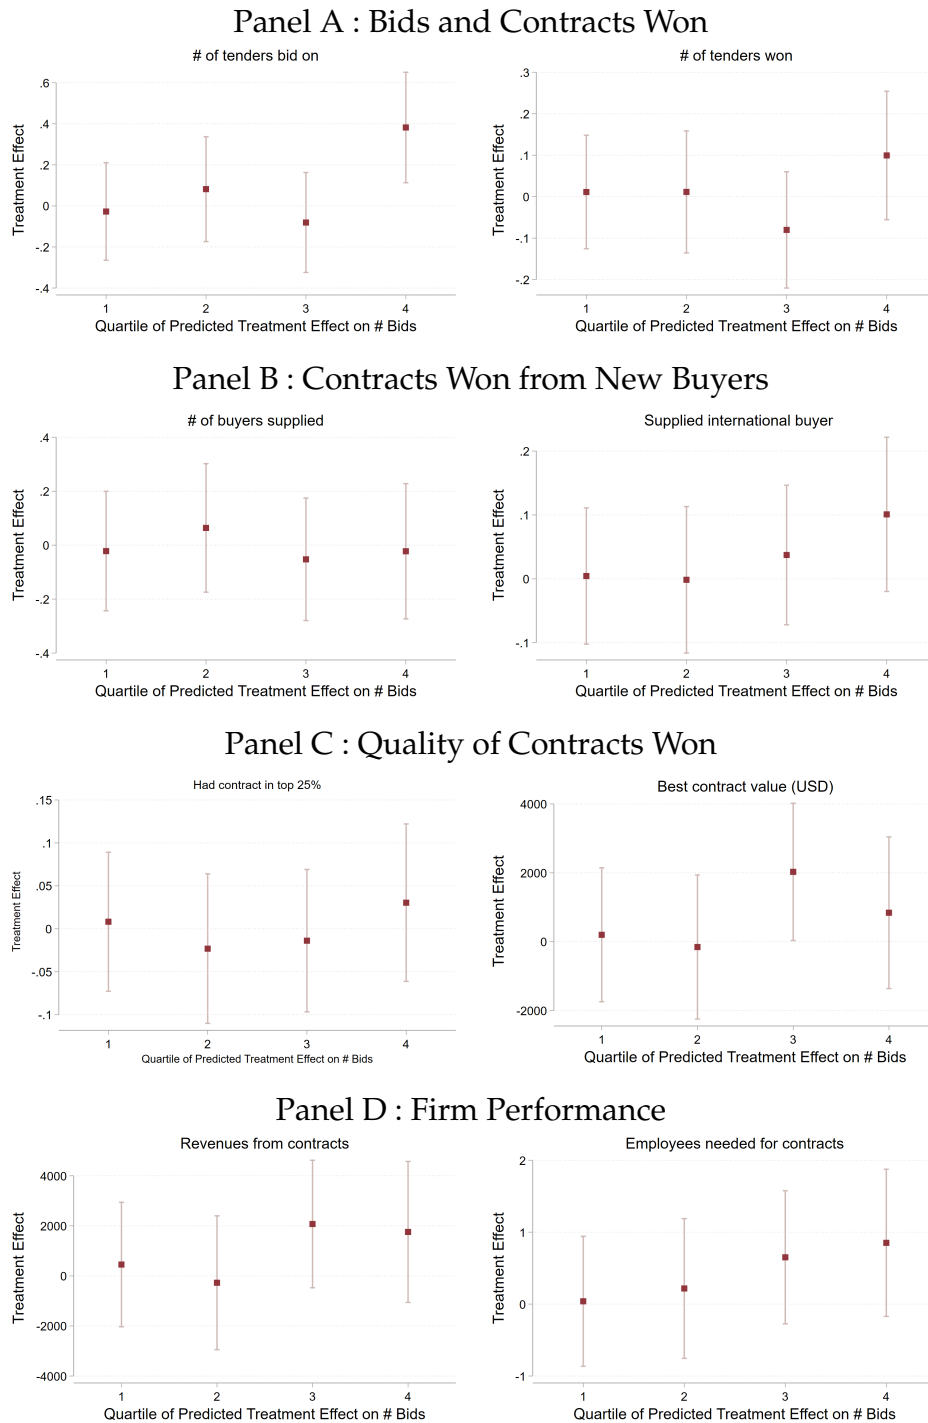 Panel A : Bids and Contracts Won
# of tenders bid on
.6
.4
.2
0
-.2
-.4
Treatment Effect
1 2 3 4
Quartile of Predicted Treatment Effect on # Bids
# of tenders won
.3
.2
.1
0
-.1
-.2
Treatment Effect
1 2 3 4
Quartile of Predicted Treatment Effect on # Bids
Panel B : Contracts Won from New Buyers
# of buyers supplied
.4
.2
0
-.2
-.4
Treatment Effect
1 2 3 4
Quartile of Predicted Treatment Effect on # Bids
Supplied international buyer
.2
.1
0
-.1
Treatment Effect
1 2 3 4
Quartile of Predicted Treatment Effect on # Bids
Panel C : Quality of Contracts Won
Had contract in top 25%
.15
.1
.05
0
-.05
-.1
Treatment Effect
1 2 3 4
Quartile of Predicted Treatment Effect on # Bids
Best contract value (USD)
4000
2000
0
-2000
Treatment Effect
1 2 3 4
Quartile of Predicted Treatment Effect on # Bids
Panel D : Firm Performance
Revenues from contracts
4000
2000
0
-2000
-4000
Treatment Effect
1 2 3 4
Quartile of Predicted Treatment Effect on # Bids
Employees needed for contracts
2
1
0
-1
Treatment Effect
1 2 3 4
Quartile of Predicted Treatment Effect on # Bids